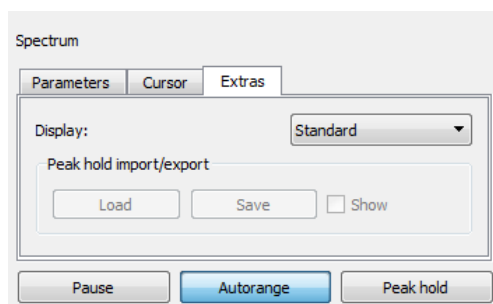 Spectrum
Parameters Cursor Extras
Display: Standard
Peak hold import/export
Load Save Show
Pause Autorange Peak hold